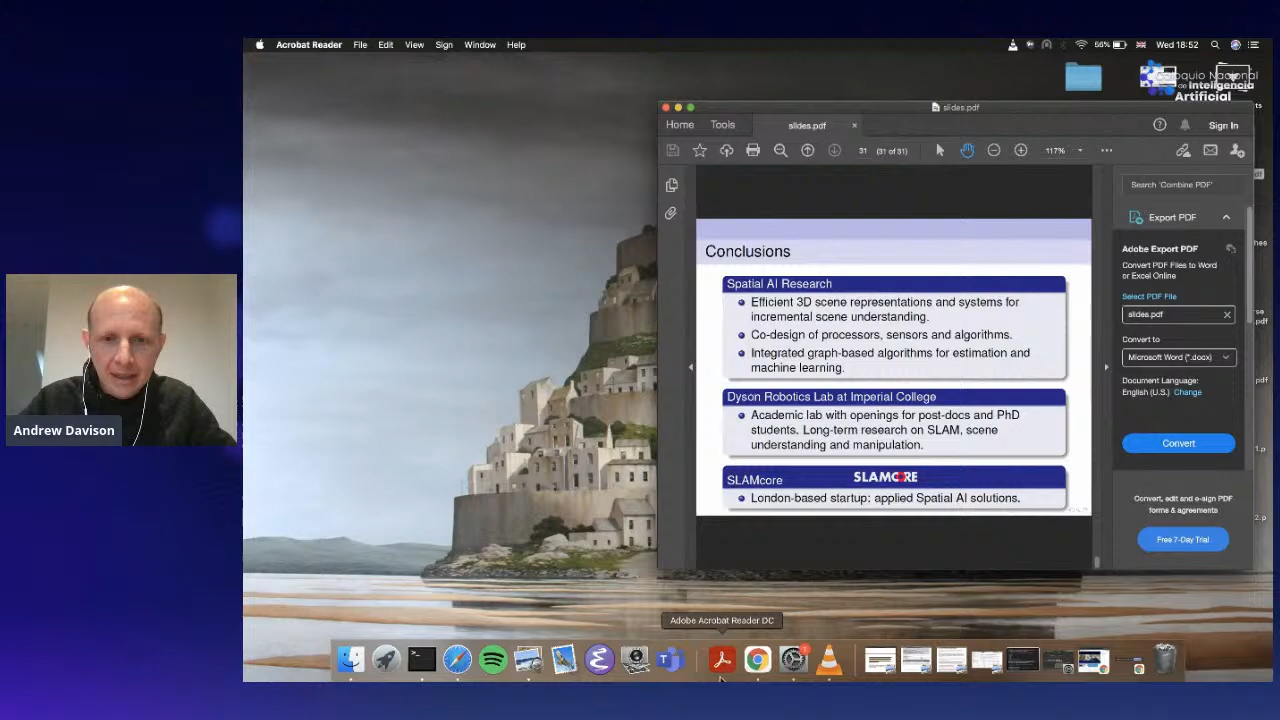 Acrobat Reader File Edit View Sign Window Help
56% Wed 18:52
Coloquio Nacional
de Inteligencia
Artificial
slides.pdf
Home Tools slides.pdf × Sign In
31 (31 of 31) 117%
Search 'Combine PDF'
Export PDF
Adobe Export PDF
Convert PDF Files to Word
or Excel Online
Select PDF File
slides.pdf
Convert to
Microsoft Word (*.docx)
Document Language:
English (U.S.) Change
Convert
Convert, edit and e-sign PDF
forms & agreements
Free 7-Day Trial
Conclusions
Spatial AI Research
Efficient 3D scene representations and systems for
incremental scene understanding.
Co-design of processors, sensors and algorithms.
Integrated graph-based algorithms for estimation and
machine learning.
Dyson Robotics Lab at Imperial College
Academic lab with openings for post-docs and PhD
students. Long-term research on SLAM, scene
understanding and manipulation.
SLAMcore SLAMCORE
London-based startup: applied Spatial AI solutions.
Andrew Davison
Adobe Acrobat Reader DC